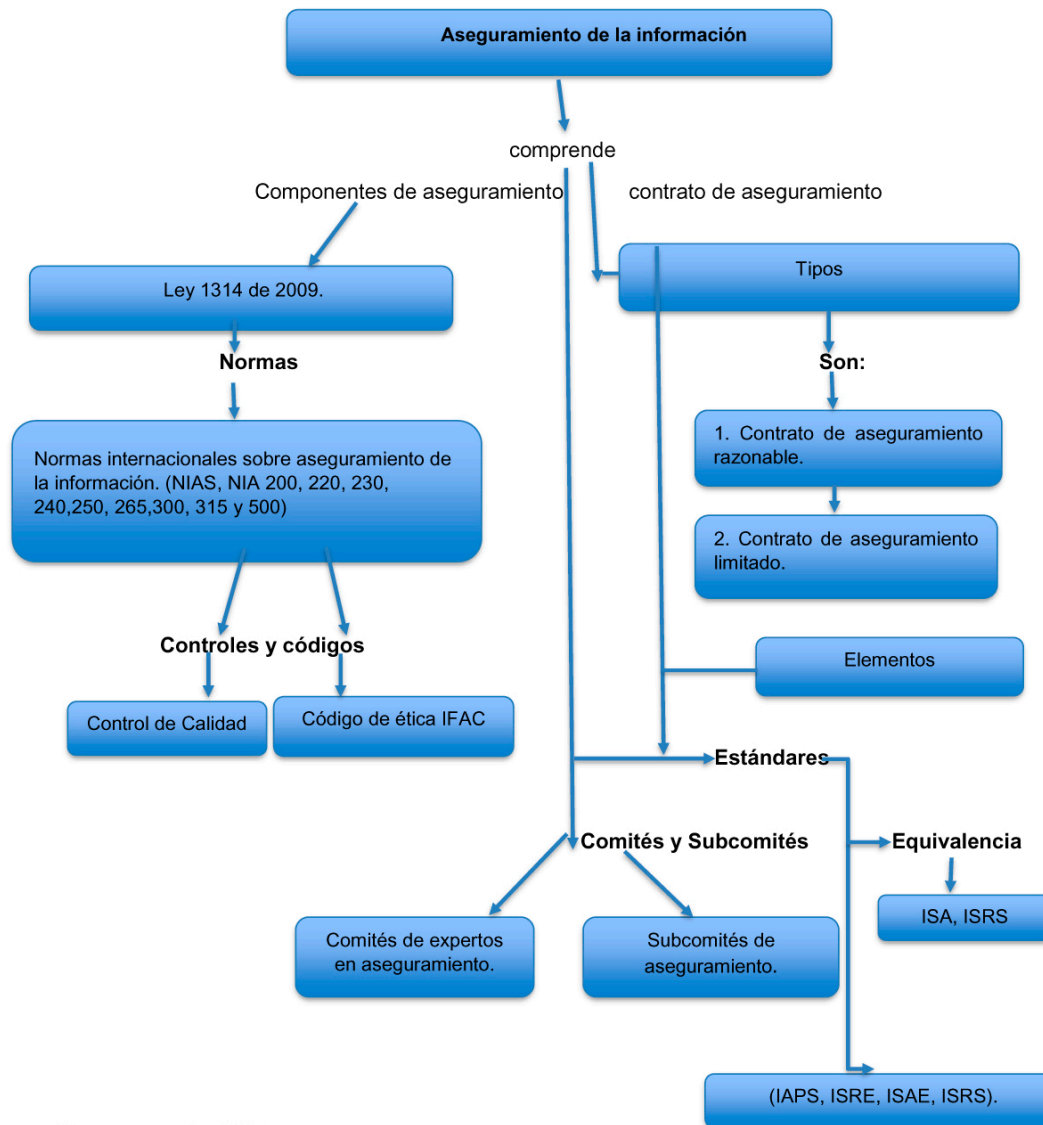 Aseguramiento de la información
comprende
Componentes de aseguramiento
contrato de aseguramiento
Ley 1314 de 2009.
Tipos
Normas
Son:
Normas internacionales sobre aseguramiento de
la información. (NIAS, NIA 200, 220, 230,
240,250, 265,300, 315 y 500)
1. Contrato de aseguramiento
razonable.
2. Contrato de aseguramiento
limitado.
Controles y códigos
Elementos
Control de Calidad
Código de ética IFAC
Estándares
Comités y Subcomités
Equivalencia
ISA, ISRS
Comités de expertos
en aseguramiento.
Subcomités de
aseguramiento.
(IAPS, ISRE, ISAE, ISRS).